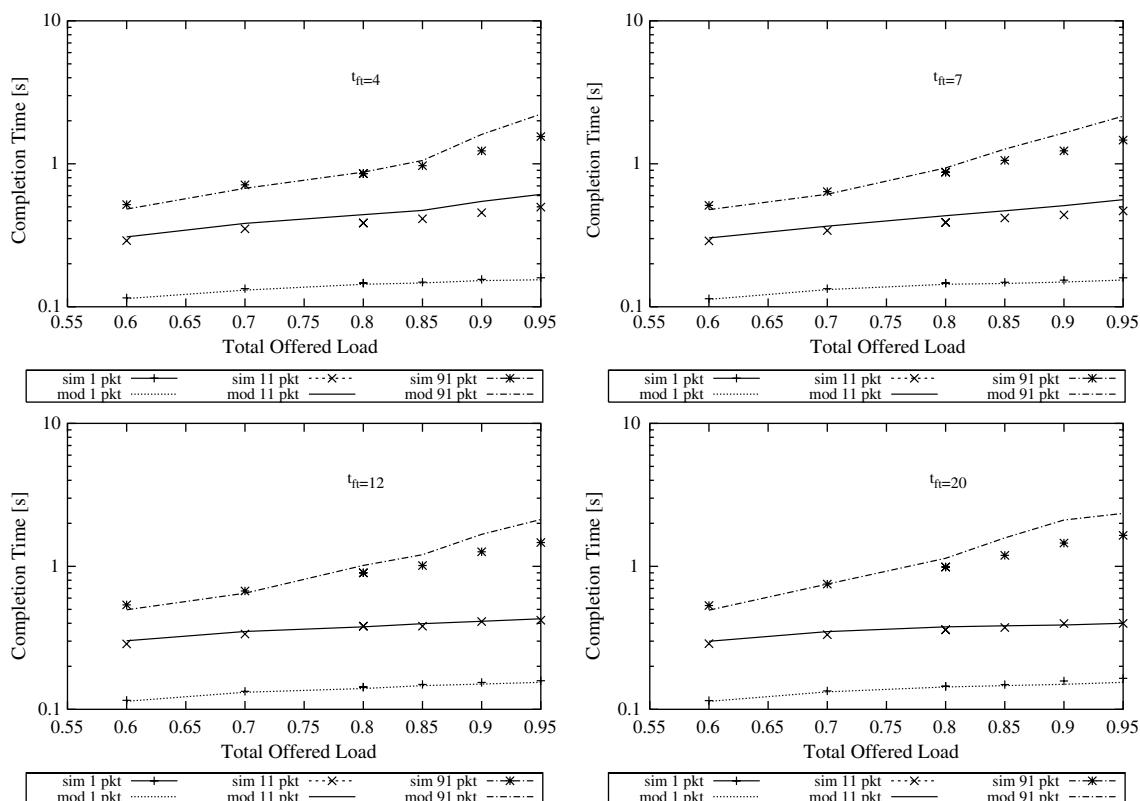 10
1
0.1
Completion Time [s]
t_ft=4
0.55 0.6 0.65 0.7 0.75 0.8 0.85 0.9 0.95
Total Offered Load
sim 1 pkt sim 11 pkt sim 91 pkt
mod 1 pkt mod 11 pkt mod 91 pkt
10
1
0.1
Completion Time [s]
t_ft=7
0.55 0.6 0.65 0.7 0.75 0.8 0.85 0.9 0.95
Total Offered Load
sim 1 pkt sim 11 pkt sim 91 pkt
mod 1 pkt mod 11 pkt mod 91 pkt
10
1
0.1
Completion Time [s]
t_ft=12
0.55 0.6 0.65 0.7 0.75 0.8 0.85 0.9 0.95
Total Offered Load
sim 1 pkt sim 11 pkt sim 91 pkt
mod 1 pkt mod 11 pkt mod 91 pkt
10
1
0.1
Completion Time [s]
t_ft=20
0.55 0.6 0.65 0.7 0.75 0.8 0.85 0.9 0.95
Total Offered Load
sim 1 pkt sim 11 pkt sim 91 pkt
mod 1 pkt mod 11 pkt mod 91 pkt